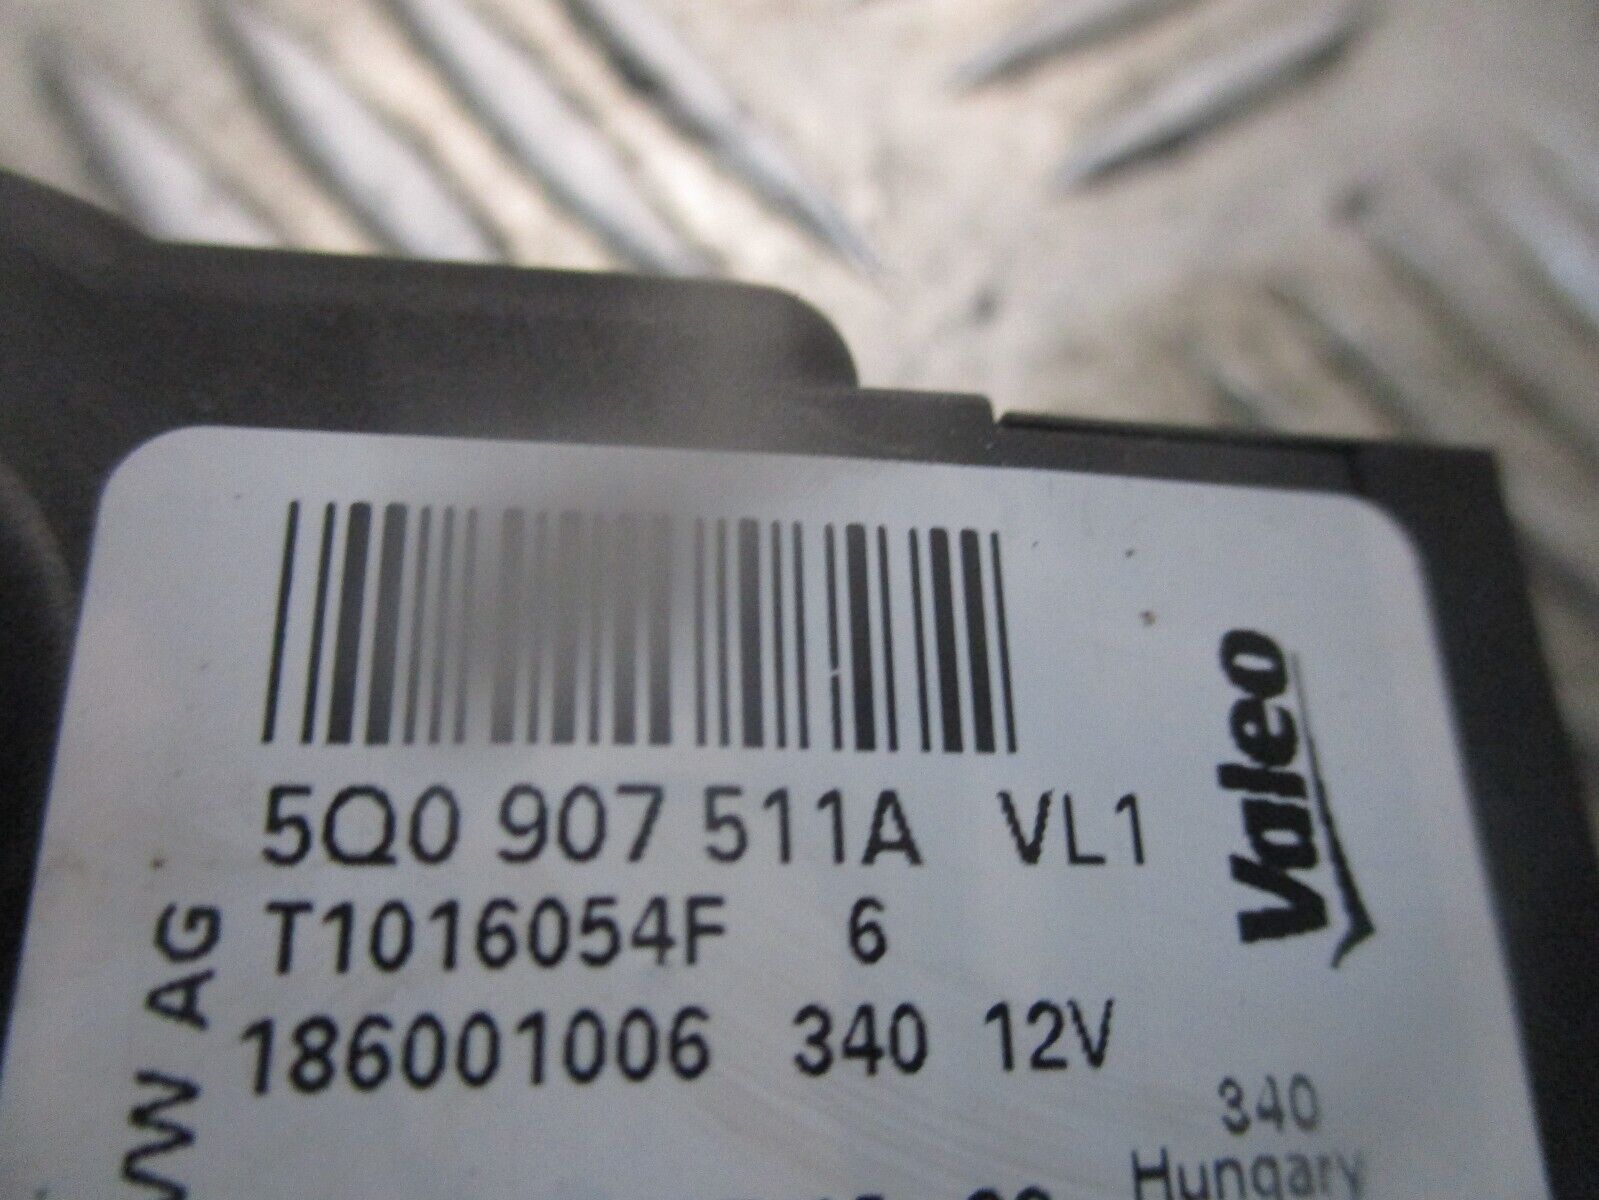 5Q0 907 511A VL1
T1016054F 6
186001006 340 12V
340
Hungary
VW AG
Valeo